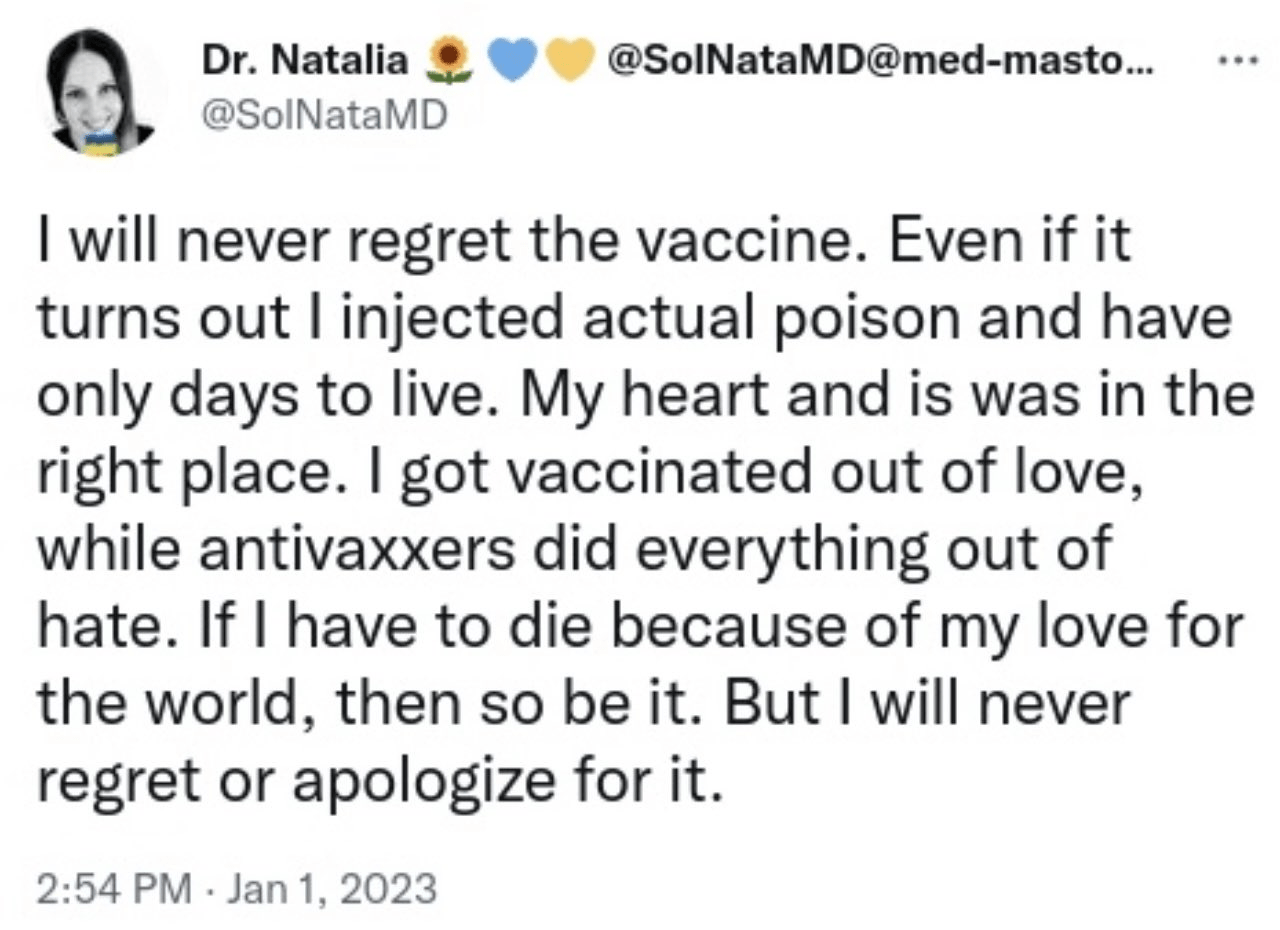 Dr. Natalia 🌻 💙💛 @SolNataMD@med-masto...
@SolNataMD
I will never regret the vaccine. Even if it
turns out I injected actual poison and have
only days to live. My heart and is was in the
right place. I got vaccinated out of love,
while antivaxxers did everything out of
hate. If I have to die because of my love for
the world, then so be it. But I will never
regret or apologize for it.
2:54 PM · Jan 1, 2023